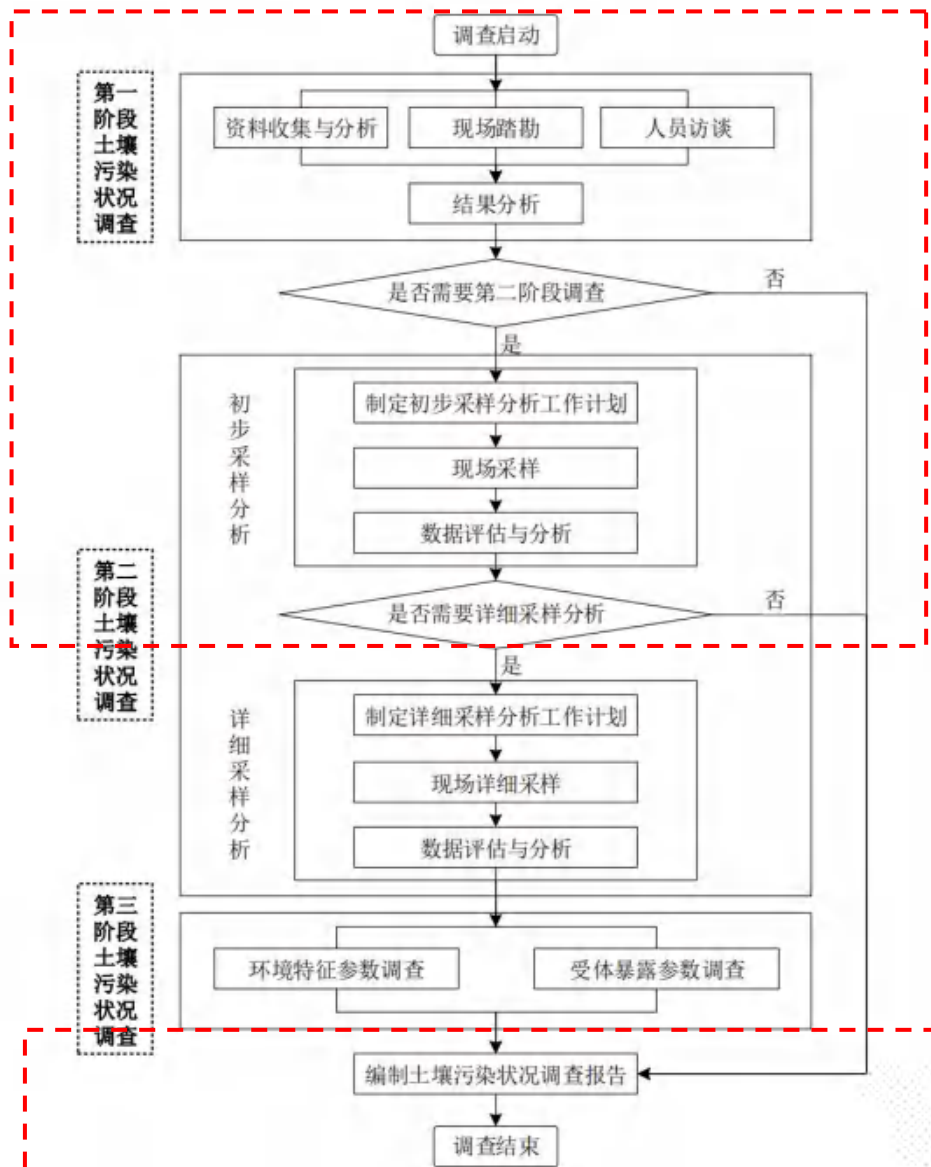 调查启动
第一
阶段
土壤
污染
状况
调查
资料收集与分析
现场踏勘
人员访谈
结果分析
是否需要第二阶段调查
否
是
初步采样分析
制定初步采样分析工作计划
现场采样
数据评估与分析
第二
阶段
土壤
污染
状况
调查
是否需要详细采样分析
否
是
详细采样分析
制定详细采样分析工作计划
现场详细采样
数据评估与分析
第三
阶段
土壤
污染
状况
调查
环境特征参数调查
受体暴露参数调查
编制土壤污染状况调查报告
调查结束